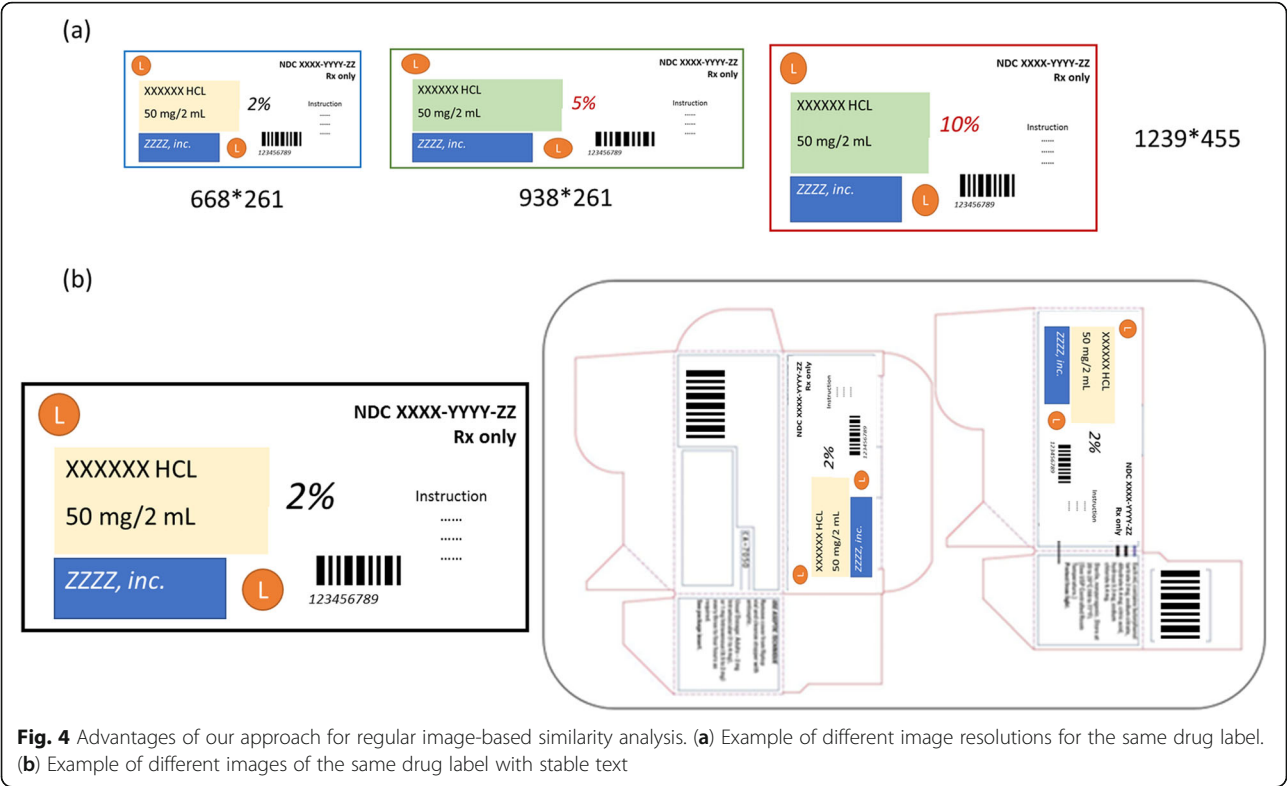 (a)
L
NDC XXXX-YYYY-ZZ
Rx only
XXXXXX HCL
50 mg/2 mL
2%
Instruction
......
......
......
ZZZZ, inc.
L
123456789
668*261
L
NDC XXXX-YYYY-ZZ
Rx only
XXXXXX HCL
50 mg/2 mL
5%
Instruction
......
......
......
ZZZZ, inc.
L
123456789
938*261
L
NDC XXXX-YYYY-ZZ
Rx only
XXXXXX HCL
50 mg/2 mL
10%
Instruction
......
......
......
ZZZZ, inc.
L
123456789
1239*455
(b)
L
NDC XXXX-YYYY-ZZ
Rx only
XXXXXX HCL
50 mg/2 mL
2%
Instruction
......
......
......
ZZZZ, inc.
L
123456789
NDC XXXX-YYYY-ZZ
Rx only
Instruction
2%
123456789
L
XXXXXX HCL
50 mg/2 mL
ZZZZ, inc.
L
CA-7050
L
XXXXXX HCL
50 mg/2 mL
ZZZZ, inc.
L
2%
123456789
NDC XXXX-YYYY-ZZ
Rx only
Instruction
Fig. 4 Advantages of our approach for regular image-based similarity analysis. (a) Example of different image resolutions for the same drug label.
(b) Example of different images of the same drug label with stable text